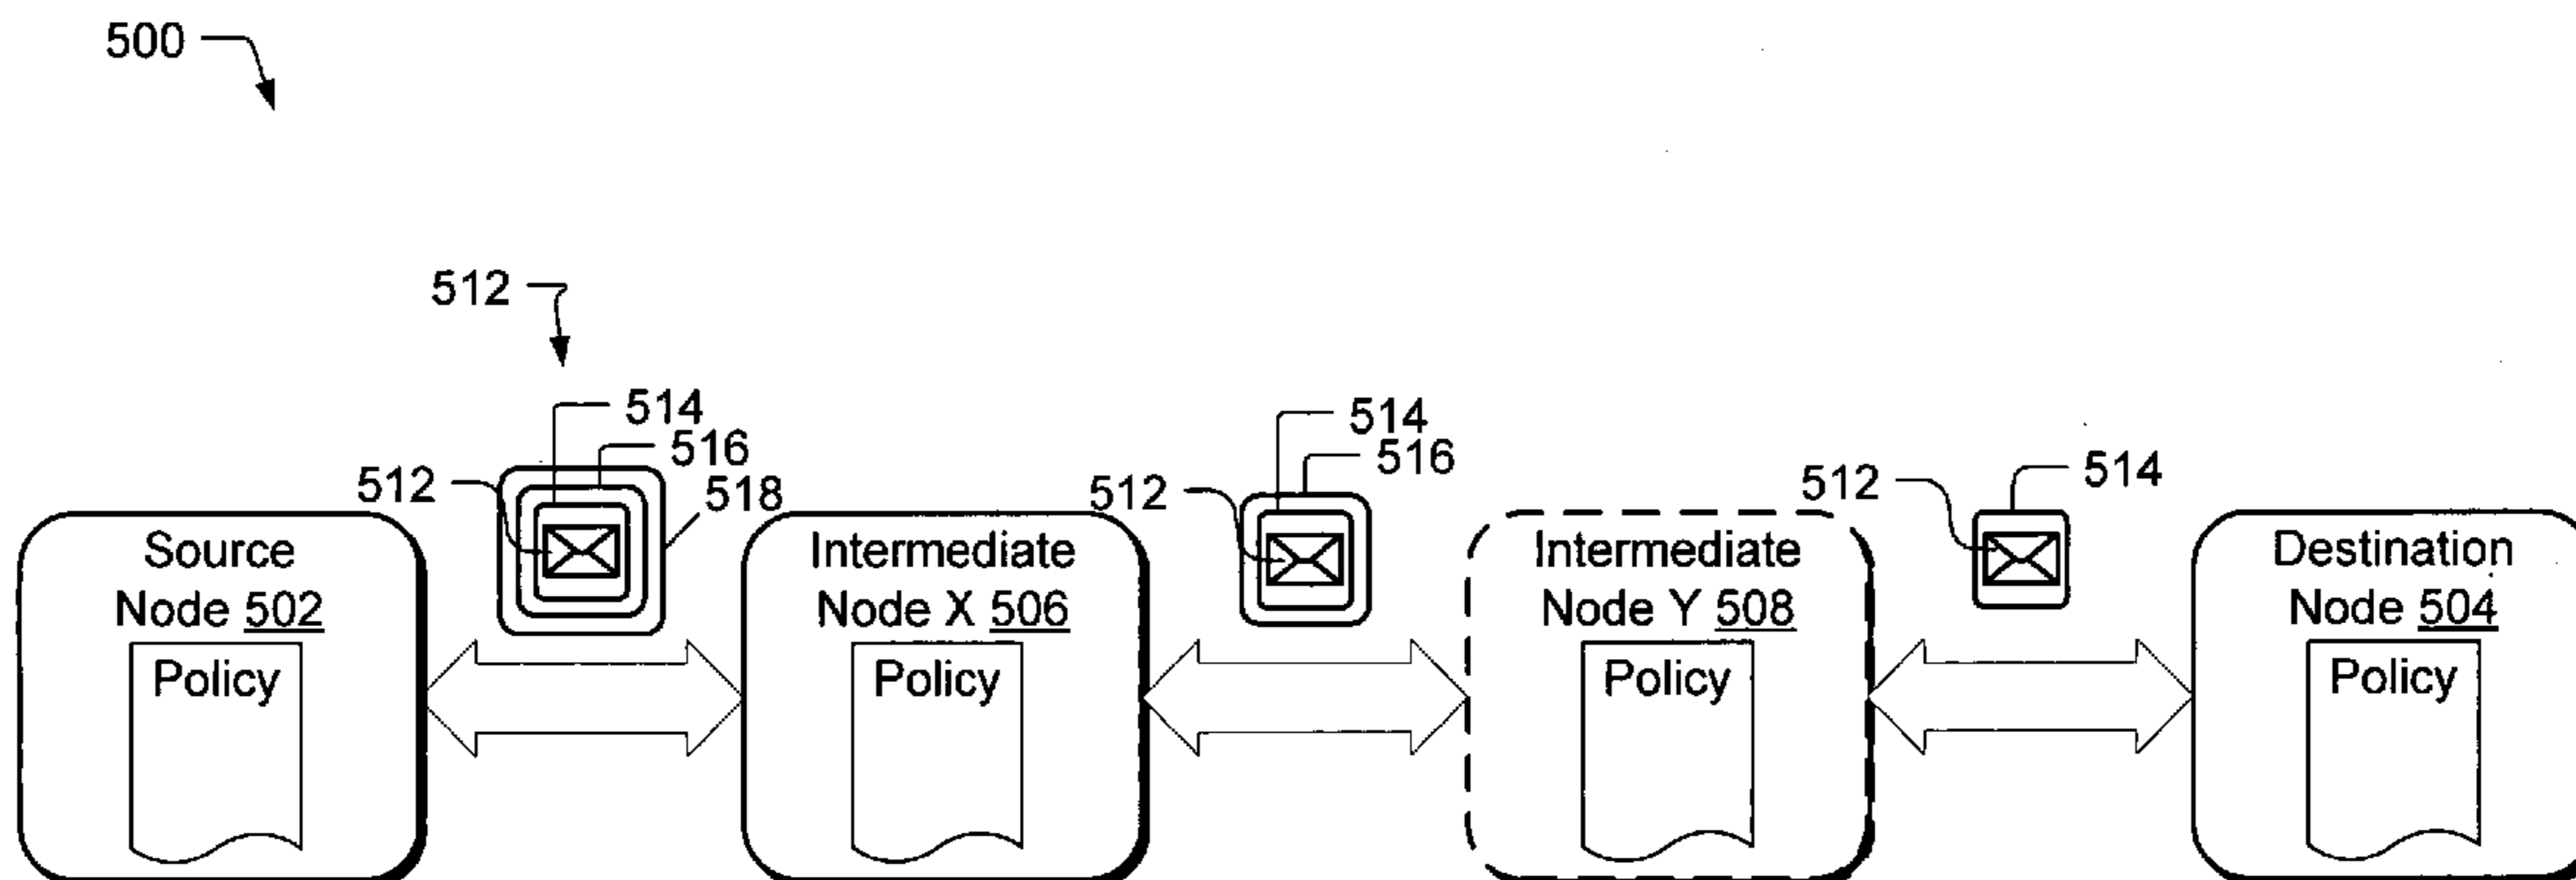 500
512
514
516
518
512
514
516
512
514
512
Source
Node 502
Policy
Intermediate
Node X 506
Policy
Intermediate
Node Y 508
Policy
Destination
Node 504
Policy